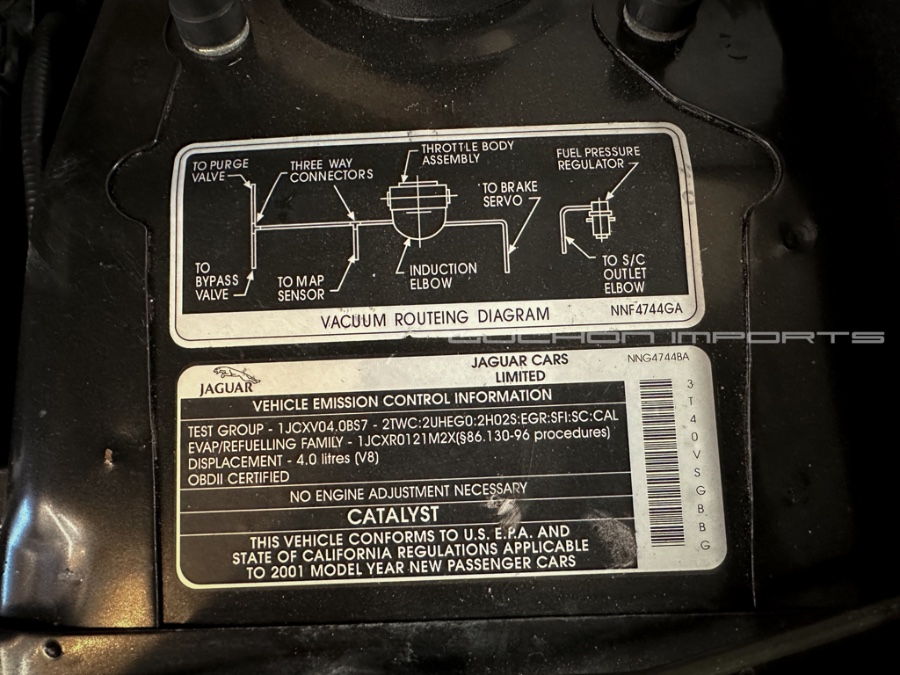 TO PURGE
VALVE
THREE WAY
CONNECTORS
THROTTLE BODY
ASSEMBLY
TO BRAKE
SERVO
FUEL PRESSURE
REGULATOR
TO
BYPASS
VALVE
TO MAP
SENSOR
INDUCTION
ELBOW
TO S/C
OUTLET
ELBOW
VACUUM ROUTEING DIAGRAM
NNF4744GA
GOCHON IMPORTS
JAGUAR
JAGUAR CARS
LIMITED
NNG4744BA
VEHICLE EMISSION CONTROL INFORMATION
TEST GROUP - 1JCXV04.0BS7 - 2TWC:2UHEG0:2H02S:EGR:SFI:SC:CAL
EVAP/REFUELLING FAMILY - 1JCXR0121M2X(S86.130-96 procedures)
DISPLACEMENT - 4.0 litres (V8)
OBDII CERTIFIED
NO ENGINE ADJUSTMENT NECESSARY
CATALYST
THIS VEHICLE CONFORMS TO U.S. E.P.A. AND
STATE OF CALIFORNIA REGULATIONS APPLICABLE
TO 2001 MODEL YEAR NEW PASSENGER CARS
3T40VSGBBG